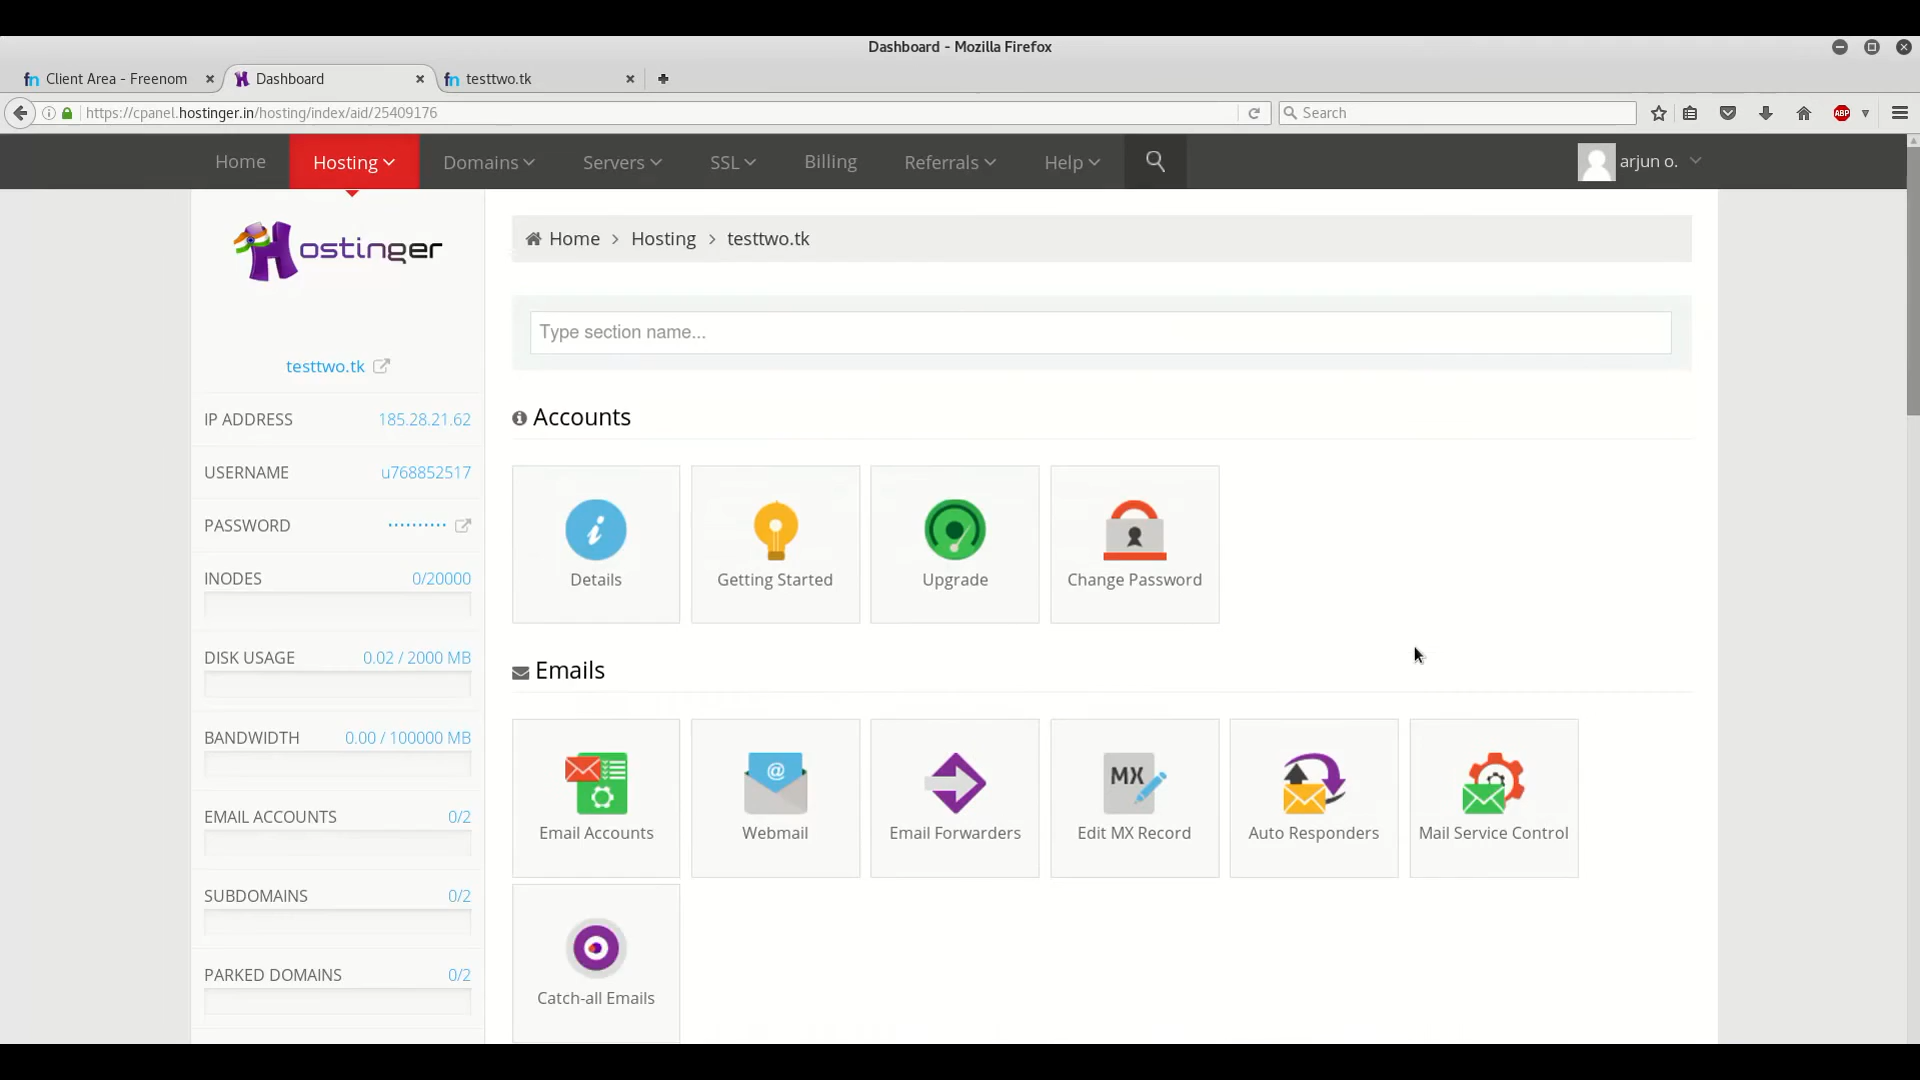 Dashboard - Mozilla Firefox
Client Area - Freenom
Dashboard
testtwo.tk
https://cpanel.hostinger.in/hosting/index/aid/25409176
Search
ABP
Home
Hosting
Domains
Servers
SSL
Billing
Referrals
Help
arjun o.
Hostinger
testtwo.tk
IP ADDRESS 185.28.21.62
USERNAME u768852517
PASSWORD ··········
INODES 0/20000
DISK USAGE 0.02 / 2000 MB
BANDWIDTH 0.00 / 100000 MB
EMAIL ACCOUNTS 0/2
SUBDOMAINS 0/2
PARKED DOMAINS 0/2
Home > Hosting > testtwo.tk
Type section name...
Accounts
Details
Getting Started
Upgrade
Change Password
Emails
Email Accounts
@
Webmail
Email Forwarders
MX
Edit MX Record
Auto Responders
Mail Service Control
Catch-all Emails